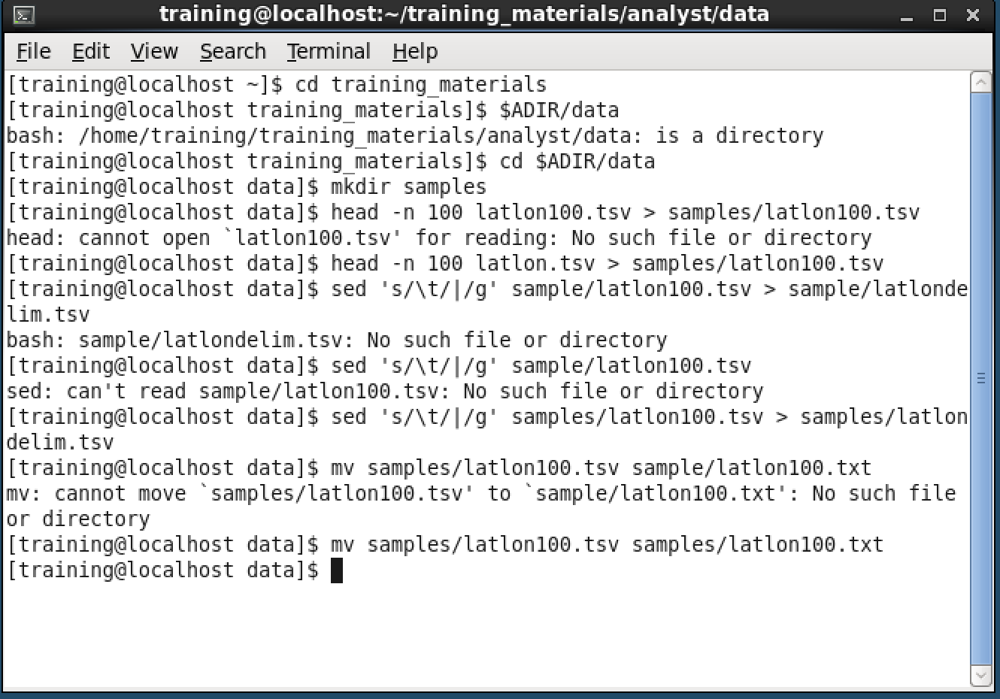 training@localhost:~/training_materials/analyst/data
File Edit View Search Terminal Help
[training@localhost ~]$ cd training_materials
[training@localhost training_materials]$ $ADIR/data
bash: /home/training/training_materials/analyst/data: is a directory
[training@localhost training_materials]$ cd $ADIR/data
[training@localhost data]$ mkdir samples
[training@localhost data]$ head -n 100 latlon100.tsv > samples/latlon100.tsv
head: cannot open `latlon100.tsv' for reading: No such file or directory
[training@localhost data]$ head -n 100 latlon.tsv > samples/latlon100.tsv
[training@localhost data]$ sed 's/\t/|/g' sample/latlon100.tsv > sample/latlonde
lim.tsv
bash: sample/latlondelim.tsv: No such file or directory
[training@localhost data]$ sed 's/\t/|/g' sample/latlon100.tsv
sed: can't read sample/latlon100.tsv: No such file or directory
[training@localhost data]$ sed 's/\t/|/g' samples/latlon100.tsv > samples/latlon
delim.tsv
[training@localhost data]$ mv samples/latlon100.tsv sample/latlon100.txt
mv: cannot move `samples/latlon100.tsv' to `sample/latlon100.txt': No such file
or directory
[training@localhost data]$ mv samples/latlon100.tsv samples/latlon100.txt
[training@localhost data]$